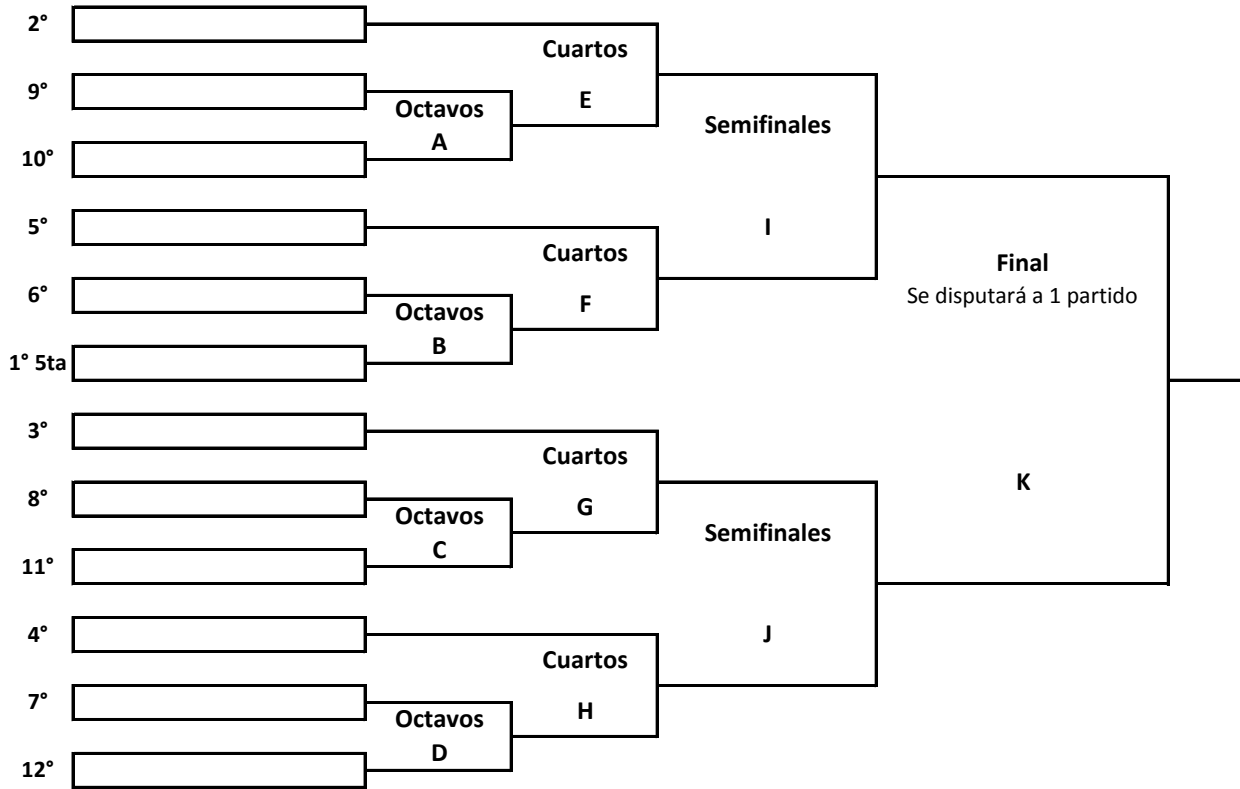 2°
Cuartos
9°
E
Octavos
A
Semifinales
10°
5°
I
Cuartos
Final
6°
F
Se disputará a 1 partido
Octavos
B
1° 5ta
3°
Cuartos
K
8°
G
Octavos
C
Semifinales
11°
4°
J
Cuartos
7°
H
Octavos
D
12°